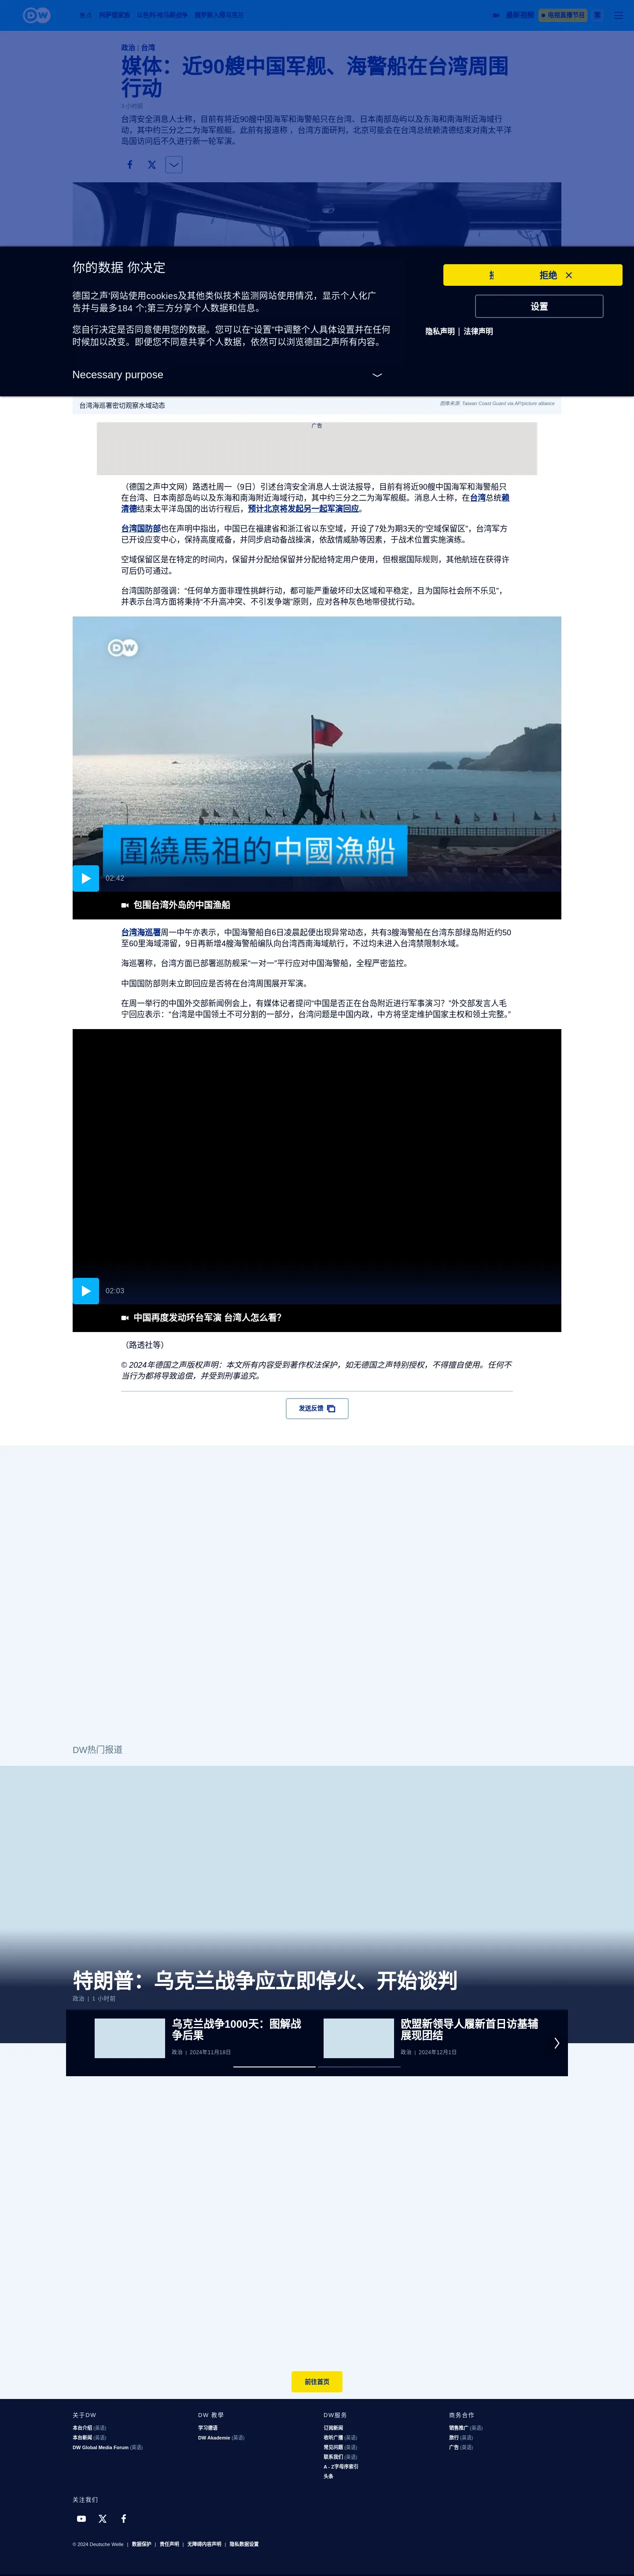 DW
焦点 阿萨德家族 以色列-哈马斯战争 俄罗斯入侵乌克兰
最新视频
电视直播节目
繁
政治 | 台湾
媒体：近90艘中国军舰、海警船在台湾周围
行动
3 小时前
台湾安全消息人士称，目前有将近90艘中国海军和海警船只在台湾、日本南部岛屿以及东海和南海附近海域行
动，其中约三分之二为海军舰艇。此前有报道称 ，台湾方面研判，北京可能会在台湾总统赖清德结束对南太平洋
岛国访问后不久进行新一轮军演。
你的数据 你决定
德国之声'网站使用cookies及其他类似技术监测网站使用情况，显示个人化广
告并与最多184 个;第三方分享个人数据和信息。
您自行决定是否同意使用您的数据。您可以在“设置”中调整个人具体设置并在任何
时候加以改变。即便您不同意共享个人数据，依然可以浏览德国之声所有内容。
Necessary purpose
拒绝
设置
隐私声明 | 法律声明
台湾海巡署密切观察水域动态
图像来源: Taiwan Coast Guard via AP/picture alliance
广告
（德国之声中文网）路透社周一（9日）引述台湾安全消息人士说法报导，目前有将近90艘中国海军和海警船只
在台湾、日本南部岛屿以及东海和南海附近海域行动，其中约三分之二为海军舰艇。消息人士称，在台湾总统赖
清德结束太平洋岛国的出访行程后，预计北京将发起另一起军演回应。
台湾国防部也在声明中指出，中国已在福建省和浙江省以东空域，开设了7处为期3天的“空域保留区”，台湾军方
已开设应变中心，保持高度戒备，并同步启动备战操演，依敌情威胁等因素，于战术位置实施演练。
空域保留区是在特定的时间内，保留并分配给保留并分配给特定用户使用，但根据国际规则，其他航班在获得许
可后仍可通过。
台湾国防部强调：“任何单方面非理性挑衅行动，都可能严重破坏印太区域和平稳定，且为国际社会所不乐见”，
并表示台湾方面将秉持“不升高冲突、不引发争端”原则，应对各种灰色地带侵扰行动。
DW
圍繞馬祖的中國漁船
02:42
包围台湾外岛的中国渔船
台湾海巡署周一中午亦表示，中国海警船自6日凌晨起便出现异常动态，共有3艘海警船在台湾东部绿岛附近约50
至60里海域滞留，9日再新增4艘海警船编队向台湾西南海域航行，不过均未进入台湾禁限制水域。
海巡署称，台湾方面已部署巡防舰采“一对一”平行应对中国海警船，全程严密监控。
中国国防部则未立即回应是否将在台湾周围展开军演。
在周一举行的中国外交部新闻例会上，有媒体记者提问“中国是否正在台岛附近进行军事演习？”外交部发言人毛
宁回应表示：“台湾是中国领土不可分割的一部分，台湾问题是中国内政，中方将坚定维护国家主权和领土完整。”
02:03
中国再度发动环台军演 台湾人怎么看？
（路透社等）
© 2024年德国之声版权声明：本文所有内容受到著作权法保护，如无德国之声特别授权，不得擅自使用。任何不
当行为都将导致追偿，并受到刑事追究。
发送反馈
DW热门报道
特朗普：乌克兰战争应立即停火、开始谈判
政治 | 1 小时前
乌克兰战争1000天：图解战
争后果
政治 | 2024年11月18日
欧盟新领导人履新首日访基辅
展现团结
政治 | 2024年12月1日
前往首页
关于DW
本台介绍 (英语)
本台新闻 (英语)
DW Global Media Forum (英语)
DW 教学
学习德语
DW Akademie (英语)
DW服务
订阅新闻
收听广播 (英语)
常见问题 (英语)
联系我们 (英语)
A - Z字母序索引
头条
商务合作
销售推广 (英语)
旅行 (英语)
广告 (英语)
关注我们
© 2024 Deutsche Welle | 数据保护 | 责任声明 | 无障碍内容声明 | 隐私数据设置